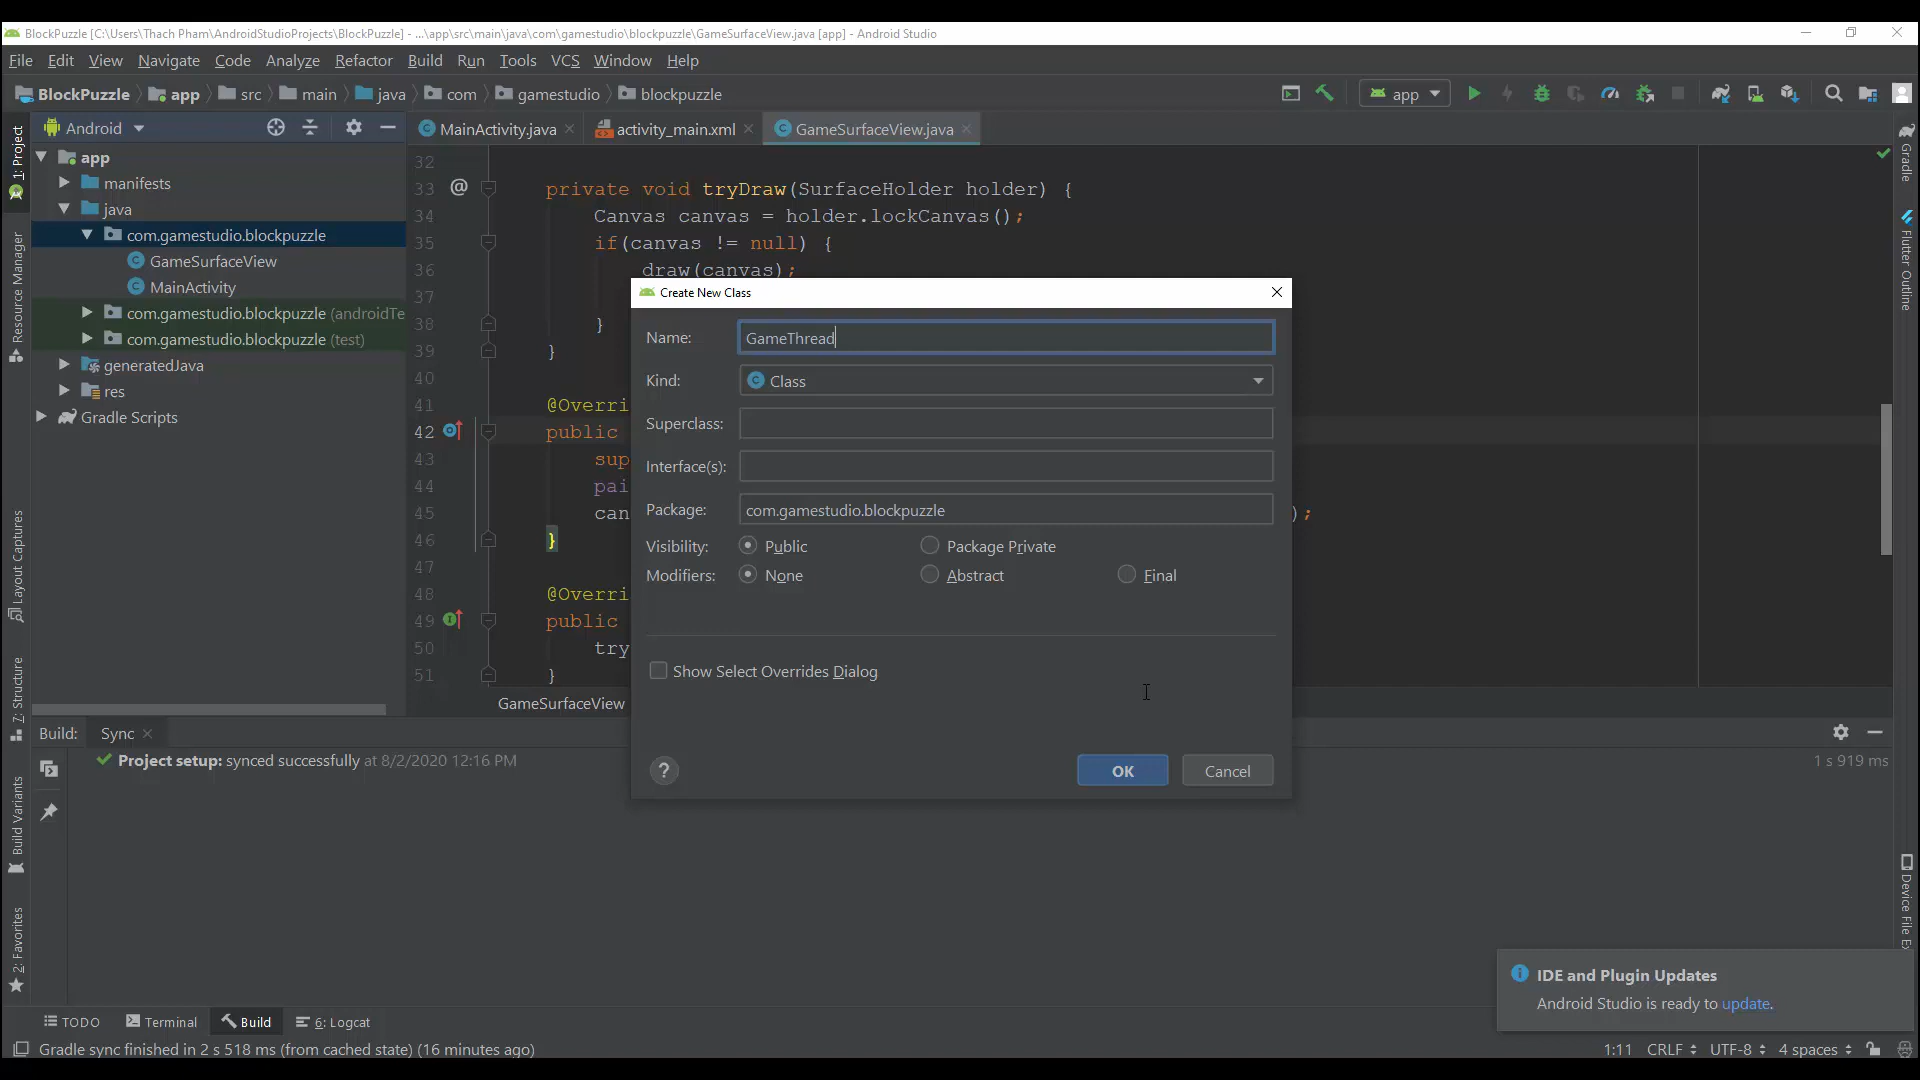 BlockPuzzle [C:\Users\Thach Pham\AndroidStudioProjects\BlockPuzzle] - ...\app\src\main\java\com\gamestudio\blockpuzzle\GameSurfaceView.java [app] - Android Studio
File Edit View Navigate Code Analyze Refactor Build Run Tools VCS Window Help
BlockPuzzle app src main java com gamestudio blockpuzzle app
Android MainActivity.java activity_main.xml GameSurfaceView.java
1: Project
Resource Manager
Layout Captures
7: Structure
Build Variants
2: Favorites
app
manifests
java
com.gamestudio.blockpuzzle
GameSurfaceView
MainActivity
com.gamestudio.blockpuzzle (androidTe
com.gamestudio.blockpuzzle (test)
generatedJava
res
Gradle Scripts
32
33 @ private void tryDraw(SurfaceHolder holder) {
34 Canvas canvas = holder.lockCanvas();
35 if(canvas != null) {
36 draw(canvas);
37
38 }
39 }
40
41 @Overri
42 public
43 sup
44 pai
45 can );
46 }
47
48 @Overri
49 public
50 try
51 }
GameSurfaceView
Create New Class
Name: GameThread
Kind: Class
Superclass:
Interface(s):
Package: com.gamestudio.blockpuzzle
Visibility: Public Package Private
Modifiers: None Abstract Final
Show Select Overrides Dialog
? OK Cancel
Gradle
Flutter Outline
Device File Ex
Build: Sync
Project setup: synced successfully at 8/2/2020 12:16 PM 1 s 919 ms
IDE and Plugin Updates
Android Studio is ready to update.
TODO Terminal Build 6: Logcat
Gradle sync finished in 2 s 518 ms (from cached state) (16 minutes ago) 1:11 CRLF UTF-8 4 spaces